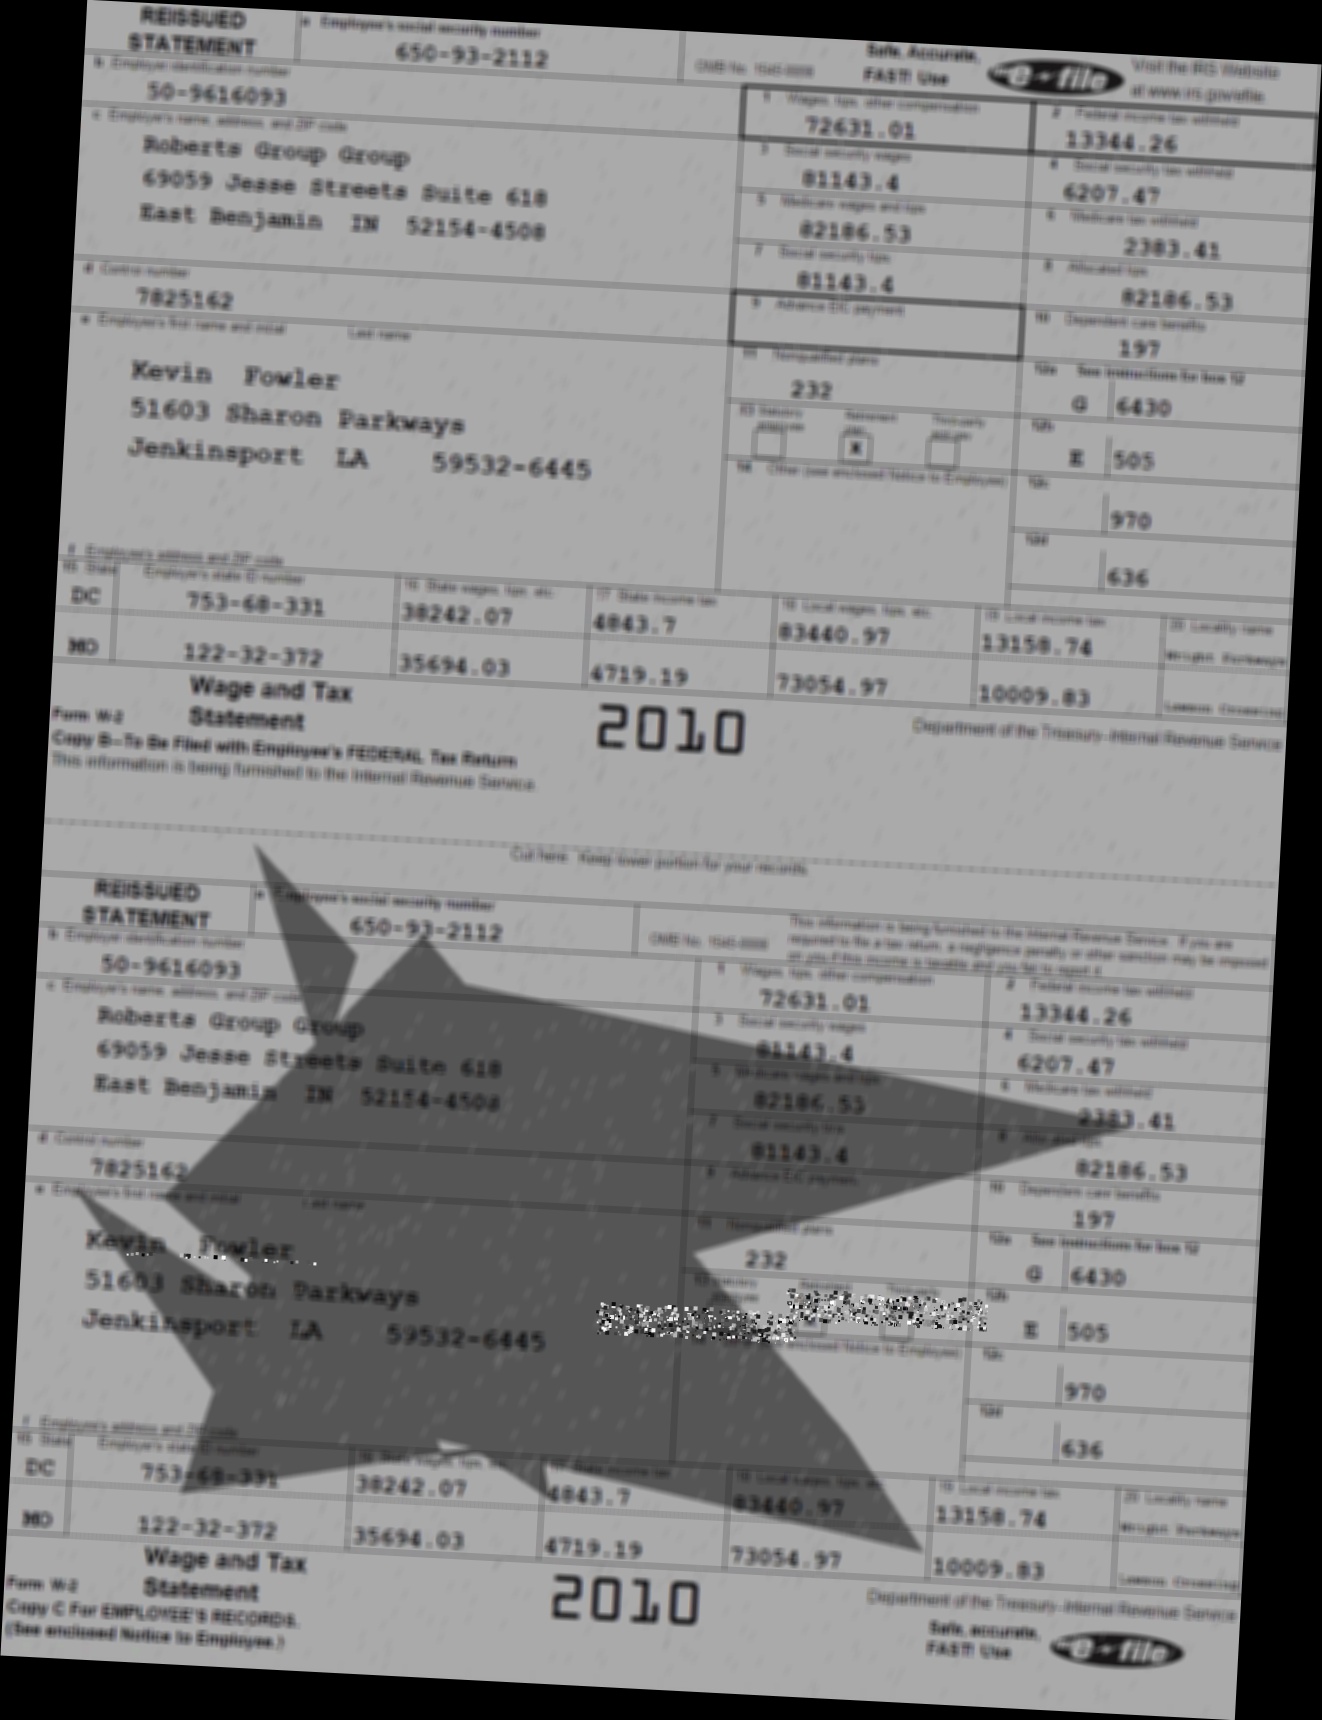 REISSUED STATEMENT
a Employee's social security number
650-93-2112
OMB No. 1545-0008
Safe, Accurate, FAST! Use
e-file
Visit the IRS Website at www.irs.gov/efile.
b Employer identification number
50-9616093
1 Wages, tips, other compensation
72631.01
2 Federal income tax withheld
13344.26
c Employer's name, address, and ZIP code
Roberts Group Group
69059 Jesse Streets Suite 618
East Benjamin IN 52154-4508
3 Social security wages
81143.4
4 Social security tax withheld
6207.47
5 Medicare wages and tips
82186.53
6 Medicare tax withheld
2383.41
7 Social security tips
81143.4
8 Allocated tips
82186.53
d Control number
7825162
9 Advance EIC payment
10 Dependent care benefits
197
e Employee's first name and initial Last name
Kevin Fowler
51603 Sharon Parkways
Jenkinsport LA 59532-6445
11 Nonqualified plans
232
12a See instructions for box 12
G 6430
13 Statutory employee
Retirement plan
X
Third-party sick pay
12b
E 505
14 Other (see enclosed Notice to Employee)
12c
970
12d
636
f Employee's address and ZIP code
15 State Employer's state ID number
16 State wages, tips, etc.
17 State income tax
18 Local wages, tips, etc.
19 Local income tax
20 Locality name
DC 753-68-331 38242.07 4843.7 83440.97 13158.74
MO 122-32-372 35694.03 4719.19 73054.97 10009.83
Wage and Tax
Form W-2 Statement
2010
Department of the Treasury-Internal Revenue Service
Copy B—To Be Filed with Employee's FEDERAL Tax Return
This information is being furnished to the Internal Revenue Service.
Cut here. Keep lower portion for your records.
REISSUED STATEMENT
a Employee's social security number
650-93-2112
OMB No. 1545-0008
This information is being furnished to the Internal Revenue Service. If you are
required to file a tax return, a negligence penalty or other sanction may be imposed
on you if this income is taxable and you fail to report it.
b Employer identification number
50-9616093
1 Wages, tips, other compensation
72631.01
2 Federal income tax withheld
13344.26
c Employer's name, address, and ZIP code
Roberts Group Group
69059 Jesse Streets Suite 618
East Benjamin IN 52154-4508
3 Social security wages
81143.4
4 Social security tax withheld
6207.47
5 Medicare wages and tips
82186.53
6 Medicare tax withheld
2383.41
7 Social security tips
81143.4
8 Allocated tips
82186.53
d Control number
7825162
9 Advance EIC payment
10 Dependent care benefits
197
e Employee's first name and initial Last name
Kevin Fowler
51603 Sharon Parkways
Jenkinsport LA 59532-6445
11 Nonqualified plans
232
12a See instructions for box 12
G 6430
13 Statutory employee
12b
E 505
enclosed Notice to Employee)
12c
970
12d
636
f Employee's address and ZIP code
15 State Employer's state ID number
16 State wages, tips, etc.
17 State income tax
18 Local wages, tips, etc.
19 Local income tax
20 Locality name
DC 753-68-331 38242.07 4843.7 83440.97 13158.74
MO 122-32-372 35694.03 4719.19 73054.97 10009.83
Wage and Tax
Form W-2 Statement
2010
Department of the Treasury-Internal Revenue Service
Copy C For EMPLOYEE'S RECORDS.
(See enclosed Notice to Employee.)
Safe, accurate, FAST! Use
e-file